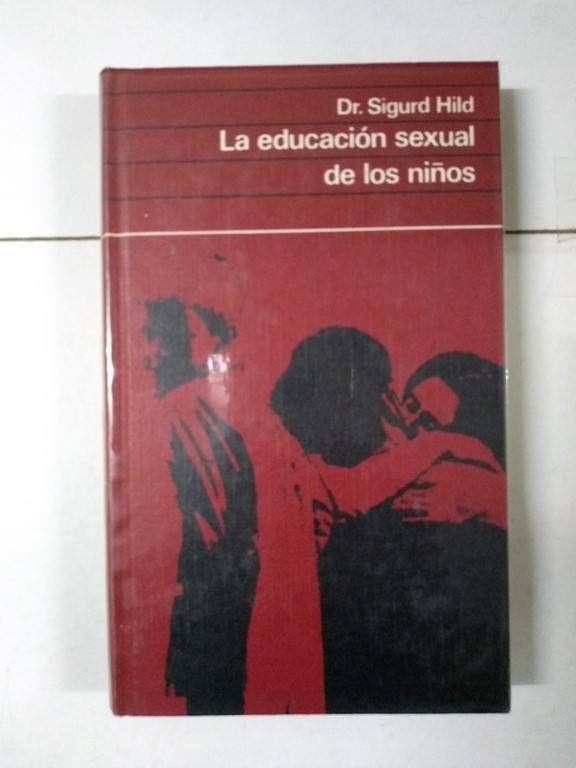 Dr. Sigurd Hild
La educación sexual
de los niños